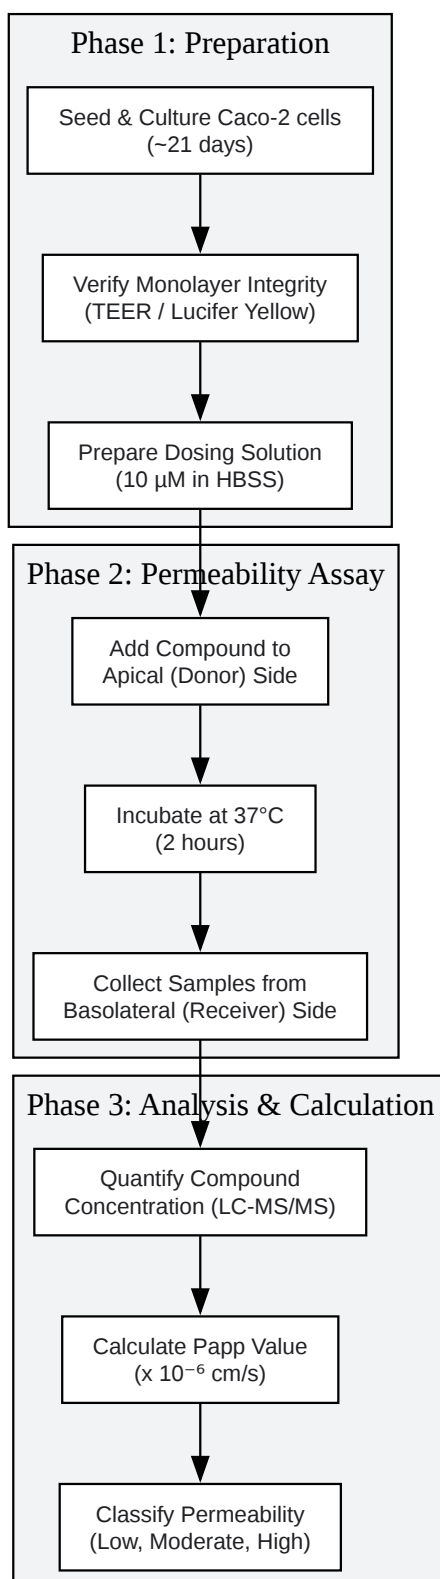 Phase 1: Preparation
Seed & Culture Caco-2 cells
(~21 days)
Verify Monolayer Integrity
(TEER / Lucifer Yellow)
Prepare Dosing Solution
(10 µM in HBSS)
Phase 2: Permeability Assay
Add Compound to
Apical (Donor) Side
Incubate at 37°C
(2 hours)
Collect Samples from
Basolateral (Receiver) Side
Phase 3: Analysis & Calculation
Quantify Compound
Concentration (LC-MS/MS)
Calculate Papp Value
(x 10⁻⁶ cm/s)
Classify Permeability
(Low, Moderate, High)